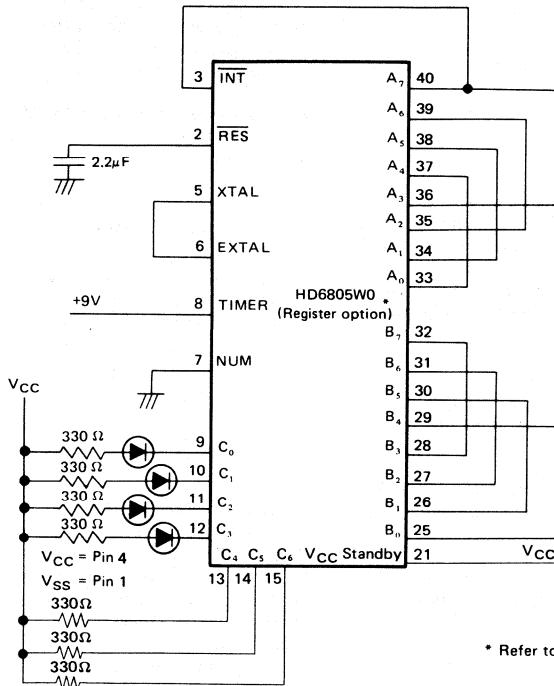 3 INT A7 40
A6 39
2 RES A5 38
2.2μF A4 37
5 XTAL A3 36
A2 35
6 EXTAL A1 34
A0 33
+9V 8 TIMER HD6805W0 *
(Register option)
B7 32
7 NUM B6 31
B5 30
VCC B4 29
330 Ω 9 C0 B3 28
330 Ω 10 C1 B2 27
330 Ω 11 C2 B1 26
330 Ω 12 C3 B0 25
VCC = Pin 4 C4 C5 C6 VCC Standby 21 VCC
VSS = Pin 1 13 14 15
330Ω
330Ω
330Ω
* Refer to